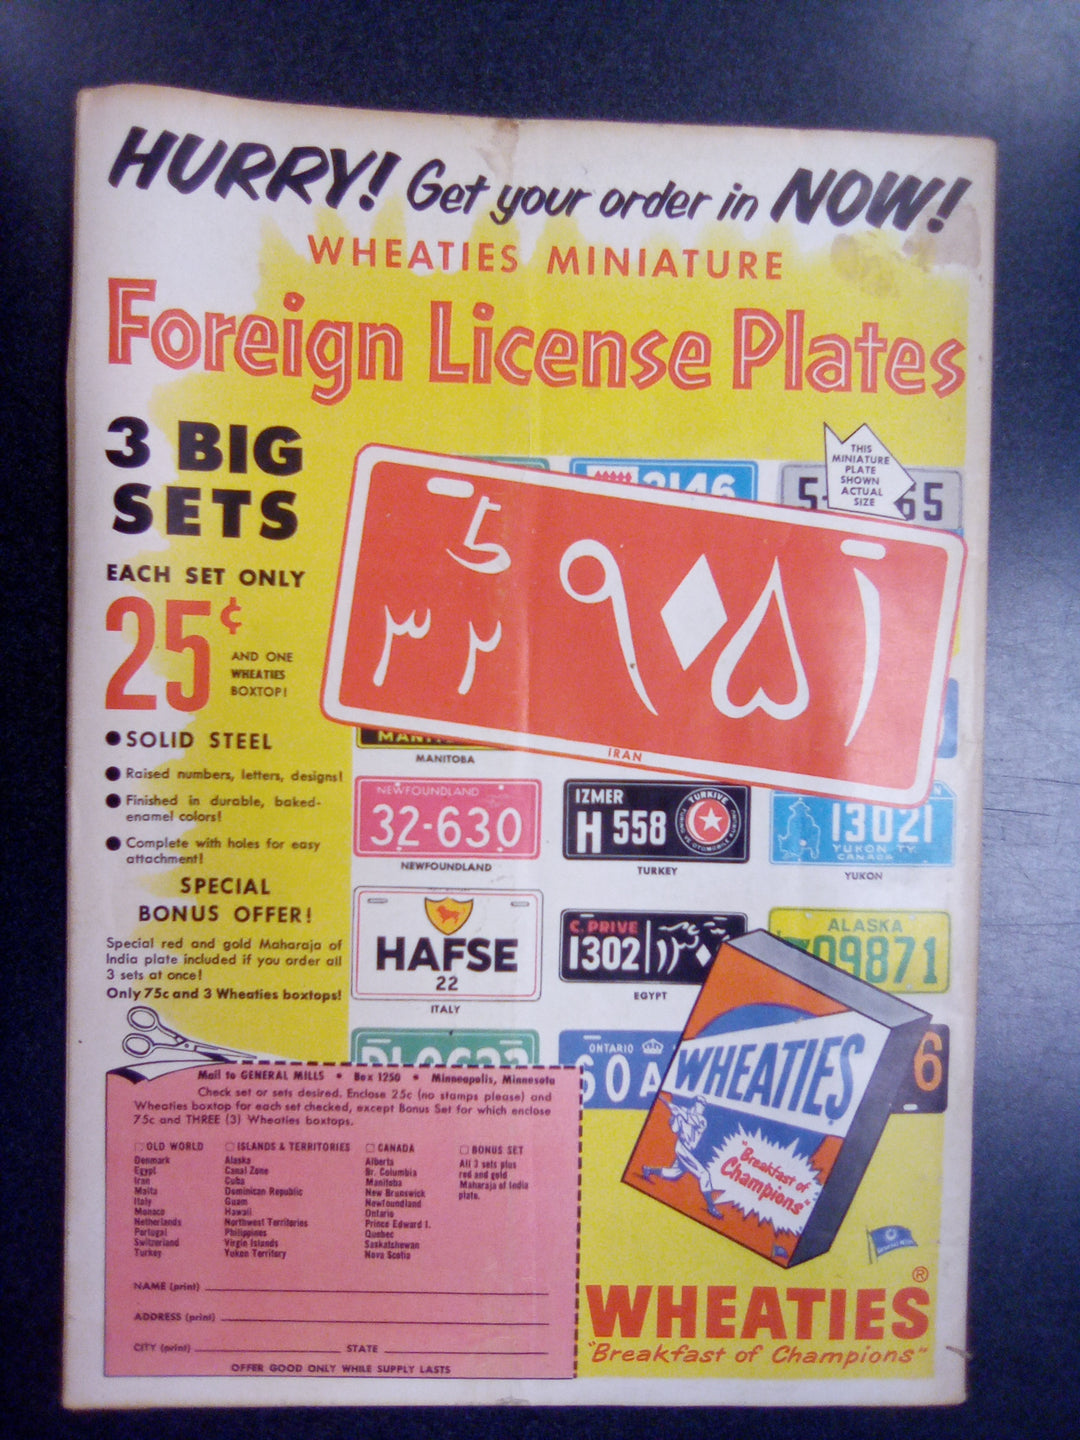 HURRY! Get your order in NOW!
WHEATIES MINIATURE
Foreign License Plates
3 BIG
SETS
EACH SET ONLY
25¢
AND ONE
WHEATIES
BOXTOP!
● SOLID STEEL
● Raised numbers, letters, designs!
● Finished in durable, baked-
enamel colors!
● Complete with holes for easy
attachment!
SPECIAL
BONUS OFFER!
Special red and gold Maharaja of
India plate included if you order all
3 sets at once!
Only 75c and 3 Wheaties boxtops!
THIS
MINIATURE
PLATE
SHOWN
ACTUAL
SIZE
65
5
۳۲
۹۰۵۱
IRAN
MANITOBA
NEWFOUNDLAND
32-630
NEWFOUNDLAND
IZMER
H 558
TURKIYE
TURKEY
13021
YUKON TY.
CANADA
YUKON
HAFSE
22
ITALY
C. PRIVE
1302
EGYPT
ALASKA
09871
ONTARIO
60A
6
WHEATIES
"Breakfast of
Champions"
Mail to GENERAL MILLS • Box 1250 • Minneapolis, Minnesota
Check set or sets desired. Enclose 25c (no stamps please) and
Wheaties boxtop for each set checked, except Bonus Set for which enclose
75c and THREE (3) Wheaties boxtops.
□ OLD WORLD
Denmark
Egypt
Iran
Malta
Italy
Monaco
Netherlands
Portugal
Switzerland
Turkey
□ ISLANDS & TERRITORIES
Alaska
Canal Zone
Cuba
Dominican Republic
Guam
Hawaii
Northwest Territories
Philippines
Virgin Islands
Yukon Territory
□ CANADA
Alberta
Br. Columbia
Manitoba
New Brunswick
Newfoundland
Ontario
Prince Edward I.
Quebec
Saskatchewan
Nova Scotia
□ BONUS SET
All 3 sets plus
red and gold
Maharaja of India
plate.
NAME (print)
ADDRESS (print)
CITY (print) STATE
OFFER GOOD ONLY WHILE SUPPLY LASTS
WHEATIES®
"Breakfast of Champions"